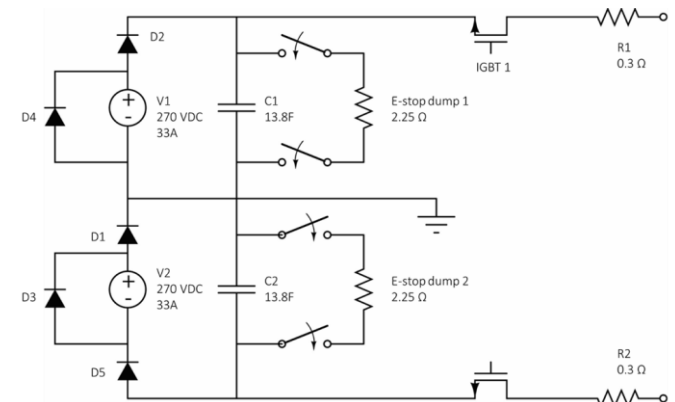 D2
IGBT 1
R1
0.3 Ω
D4
+
-
V1
270 VDC
33A
C1
13.8F
E-stop dump 1
2.25 Ω
D1
D3
+
-
V2
270 VDC
33A
C2
13.8F
E-stop dump 2
2.25 Ω
D5
R2
0.3 Ω